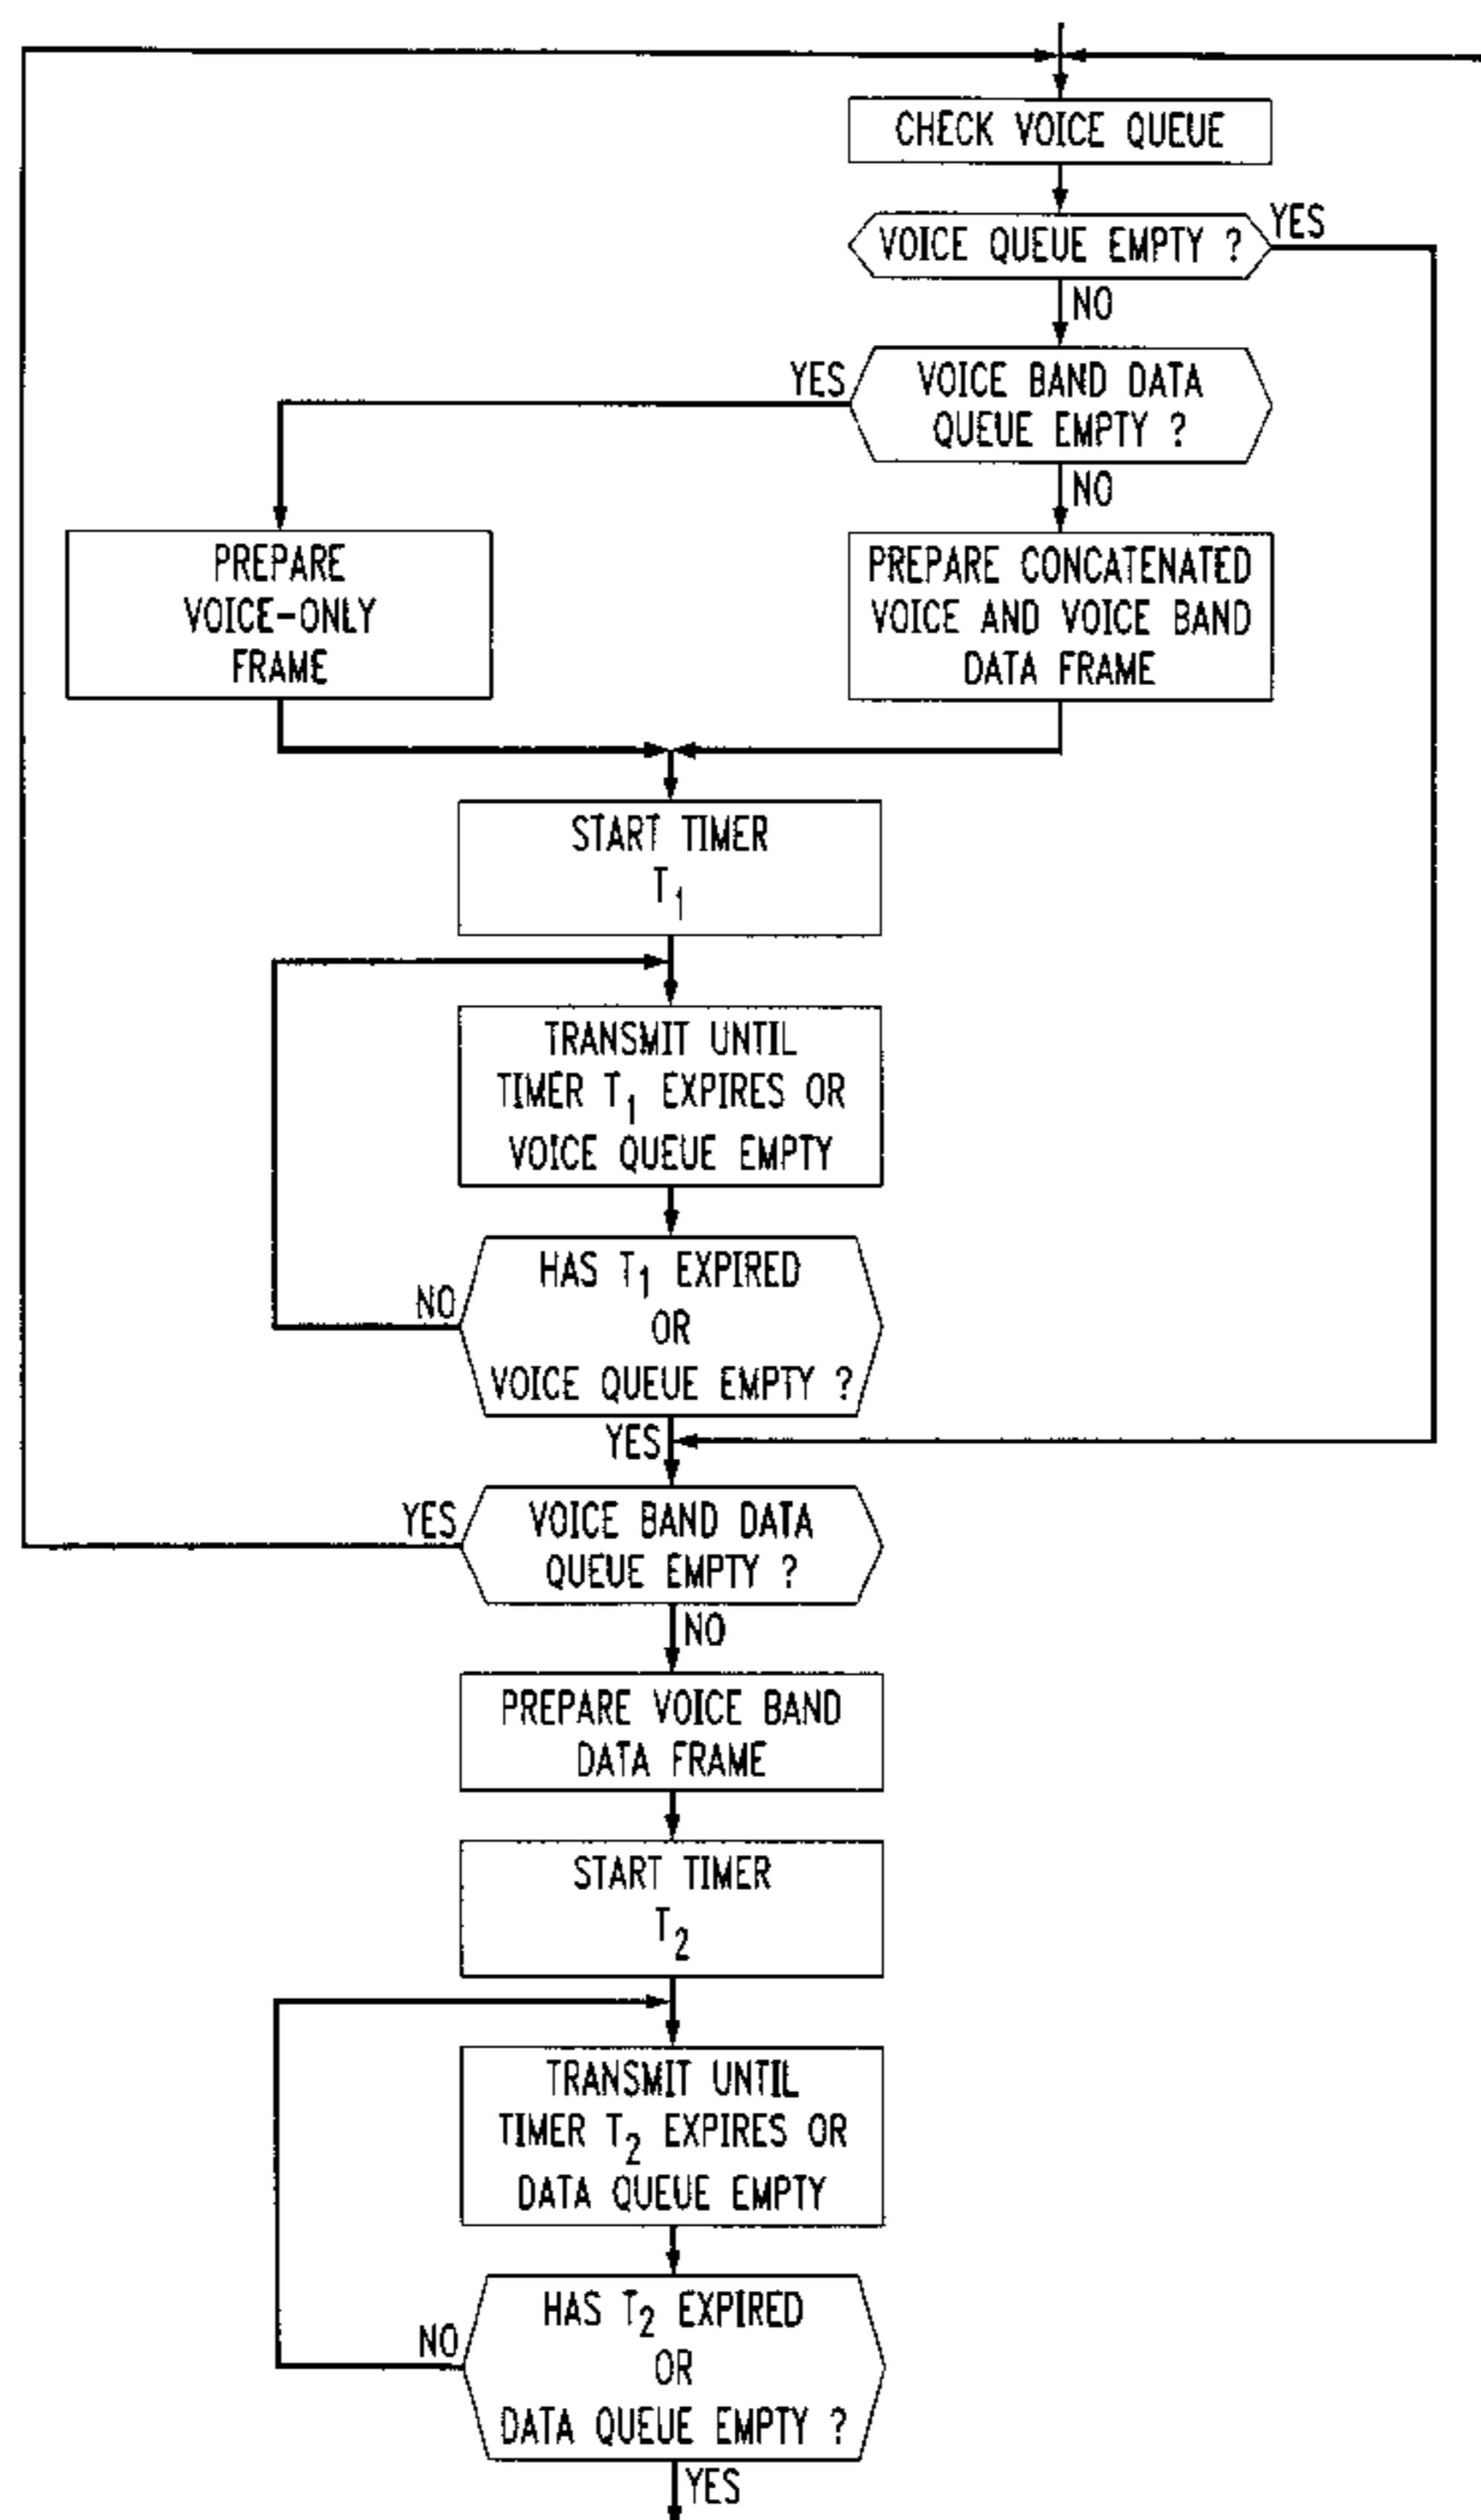 CHECK VOICE QUEUE
VOICE QUEUE EMPTY ?
YES
NO
VOICE BAND DATA
QUEUE EMPTY ?
YES
NO
PREPARE
VOICE-ONLY
FRAME
PREPARE CONCATENATED
VOICE AND VOICE BAND
DATA FRAME
START TIMER
T1
TRANSMIT UNTIL
TIMER T1 EXPIRES OR
VOICE QUEUE EMPTY
HAS T1 EXPIRED
OR
VOICE QUEUE EMPTY ?
NO
YES
VOICE BAND DATA
QUEUE EMPTY ?
YES
NO
PREPARE VOICE BAND
DATA FRAME
START TIMER
T2
TRANSMIT UNTIL
TIMER T2 EXPIRES OR
DATA QUEUE EMPTY
HAS T2 EXPIRED
OR
DATA QUEUE EMPTY ?
NO
YES